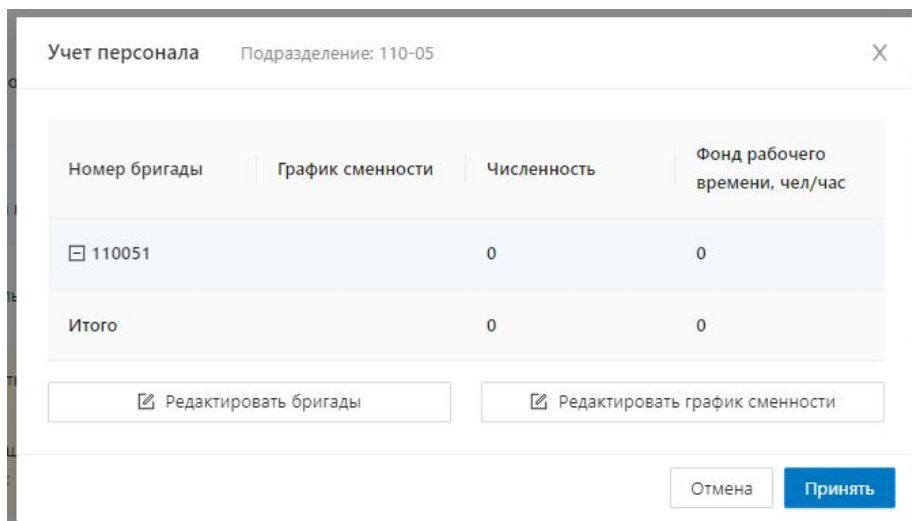 Учет персонала Подразделение: 110-05
Номер бригады График сменности Численность Фонд рабочего времени, чел/час
110051 0 0
Итого 0 0
Редактировать бригады Редактировать график сменности
Отмена Принять